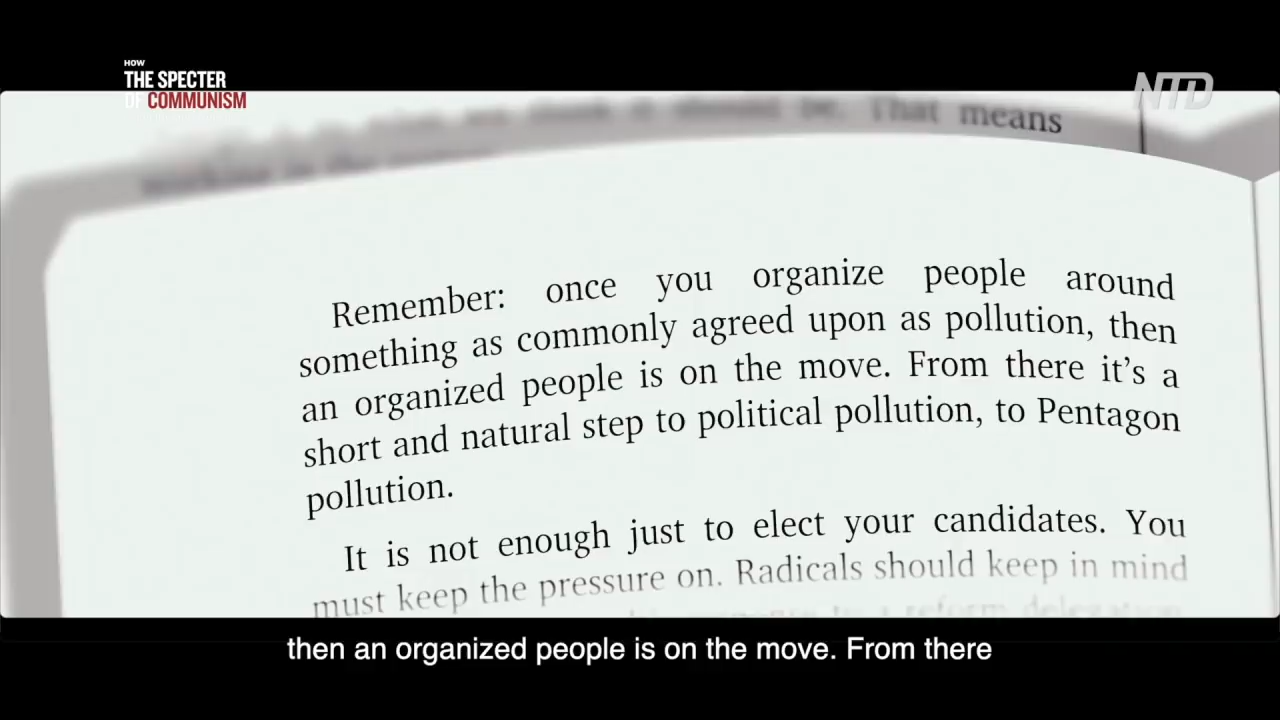 HOW
THE SPECTER
OF COMMUNISM
NTD
That means
Remember: once you organize people around
something as commonly agreed upon as pollution, then
an organized people is on the move. From there it’s a
short and natural step to political pollution, to Pentagon
pollution.
It is not enough just to elect your candidates. You
must keep the pressure on. Radicals should keep in mind
to a reform delegation
then an organized people is on the move. From there